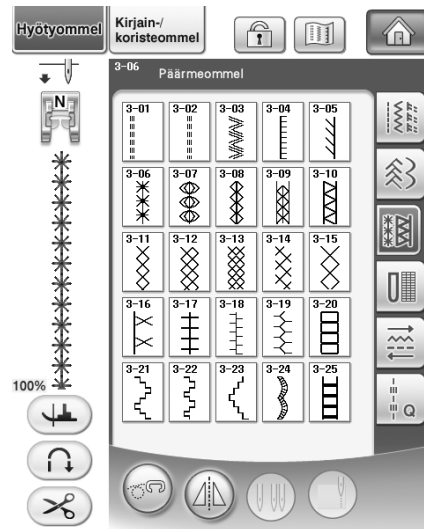 Hyötyommel
Kirjain-/
koristeommel
3-06
Päärmeommel
N
3-01 3-02 3-03 3-04 3-05
3-06 3-07 3-08 3-09 3-10
3-11 3-12 3-13 3-14 3-15
3-16 3-17 3-18 3-19 3-20
3-21 3-22 3-23 3-24 3-25
100%
Q